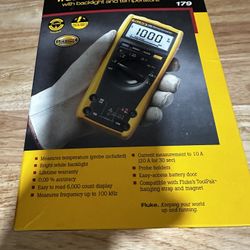 with backlight and temperature
179
1000
• Measures temperature (probe included)
• Bright white backlight
• Lifetime warranty
• 0.09 % accuracy
• Easy to read 6,000 count display
• Measures frequency up to 100 kHz
• Current measurement to 10 A
(20 A for 30 sec)
• Probe holders
• Easy-access battery door
• Compatible with Fluke's ToolPak™
hanging strap and magnet
Fluke. Keeping your world
up and running.